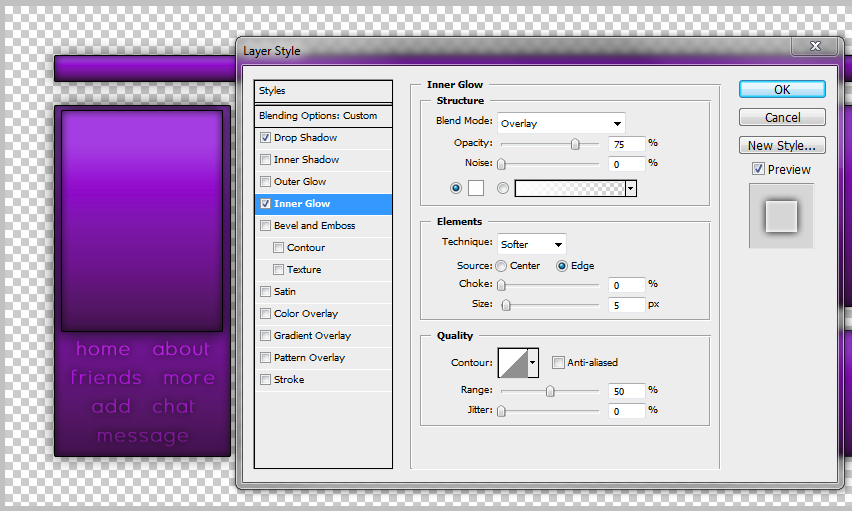 Layer Style
Styles
Blending Options: Custom
Drop Shadow
Inner Shadow
Outer Glow
Inner Glow
Bevel and Emboss
Contour
Texture
Satin
Color Overlay
Gradient Overlay
Pattern Overlay
Stroke
Inner Glow
Structure
Blend Mode: Overlay
Opacity: 75 %
Noise: 0 %
Elements
Technique: Softer
Source: Center Edge
Choke: 0 %
Size: 5 px
Quality
Contour: Anti-aliased
Range: 50 %
Jitter: 0 %
OK
Cancel
New Style...
Preview
home about
friends more
add chat
message